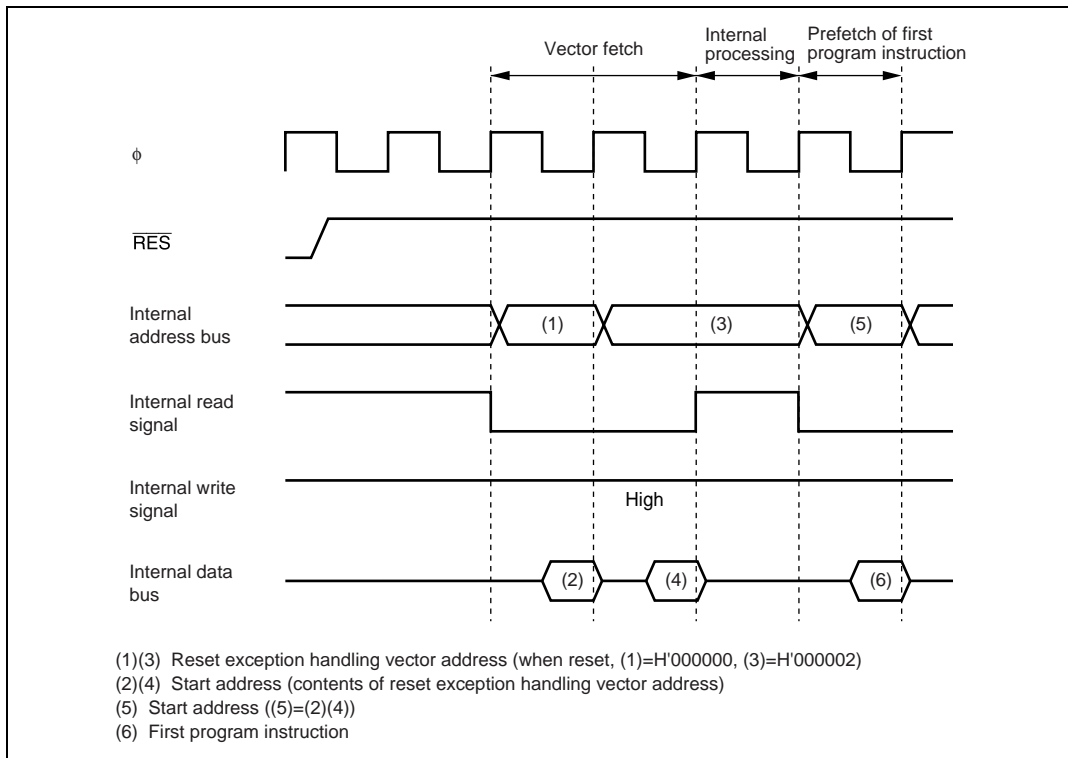 Vector fetch
Internal
processing
Prefetch of first
program instruction
ϕ
RES
Internal
address bus
(1)
(3)
(5)
Internal read
signal
Internal write
signal
High
Internal data
bus
(2)
(4)
(6)
(1)(3) Reset exception handling vector address (when reset, (1)=H'000000, (3)=H'000002)
(2)(4) Start address (contents of reset exception handling vector address)
(5) Start address ((5)=(2)(4))
(6) First program instruction